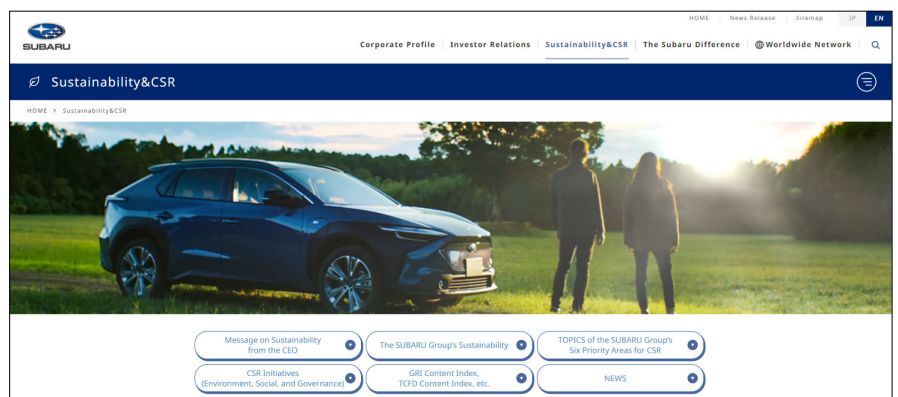 HOME News Release Sitemap JP EN
SUBARU
Corporate Profile Investor Relations Sustainability&CSR The Subaru Difference Worldwide Network
Sustainability&CSR
HOME > Sustainability&CSR
Message on Sustainability
from the CEO
The SUBARU Group's Sustainability
TOPICS of the SUBARU Group's
Six Priority Areas for CSR
CSR Initiatives
(Environment, Social, and Governance)
GRI Content Index,
TCFD Content Index, etc.
NEWS